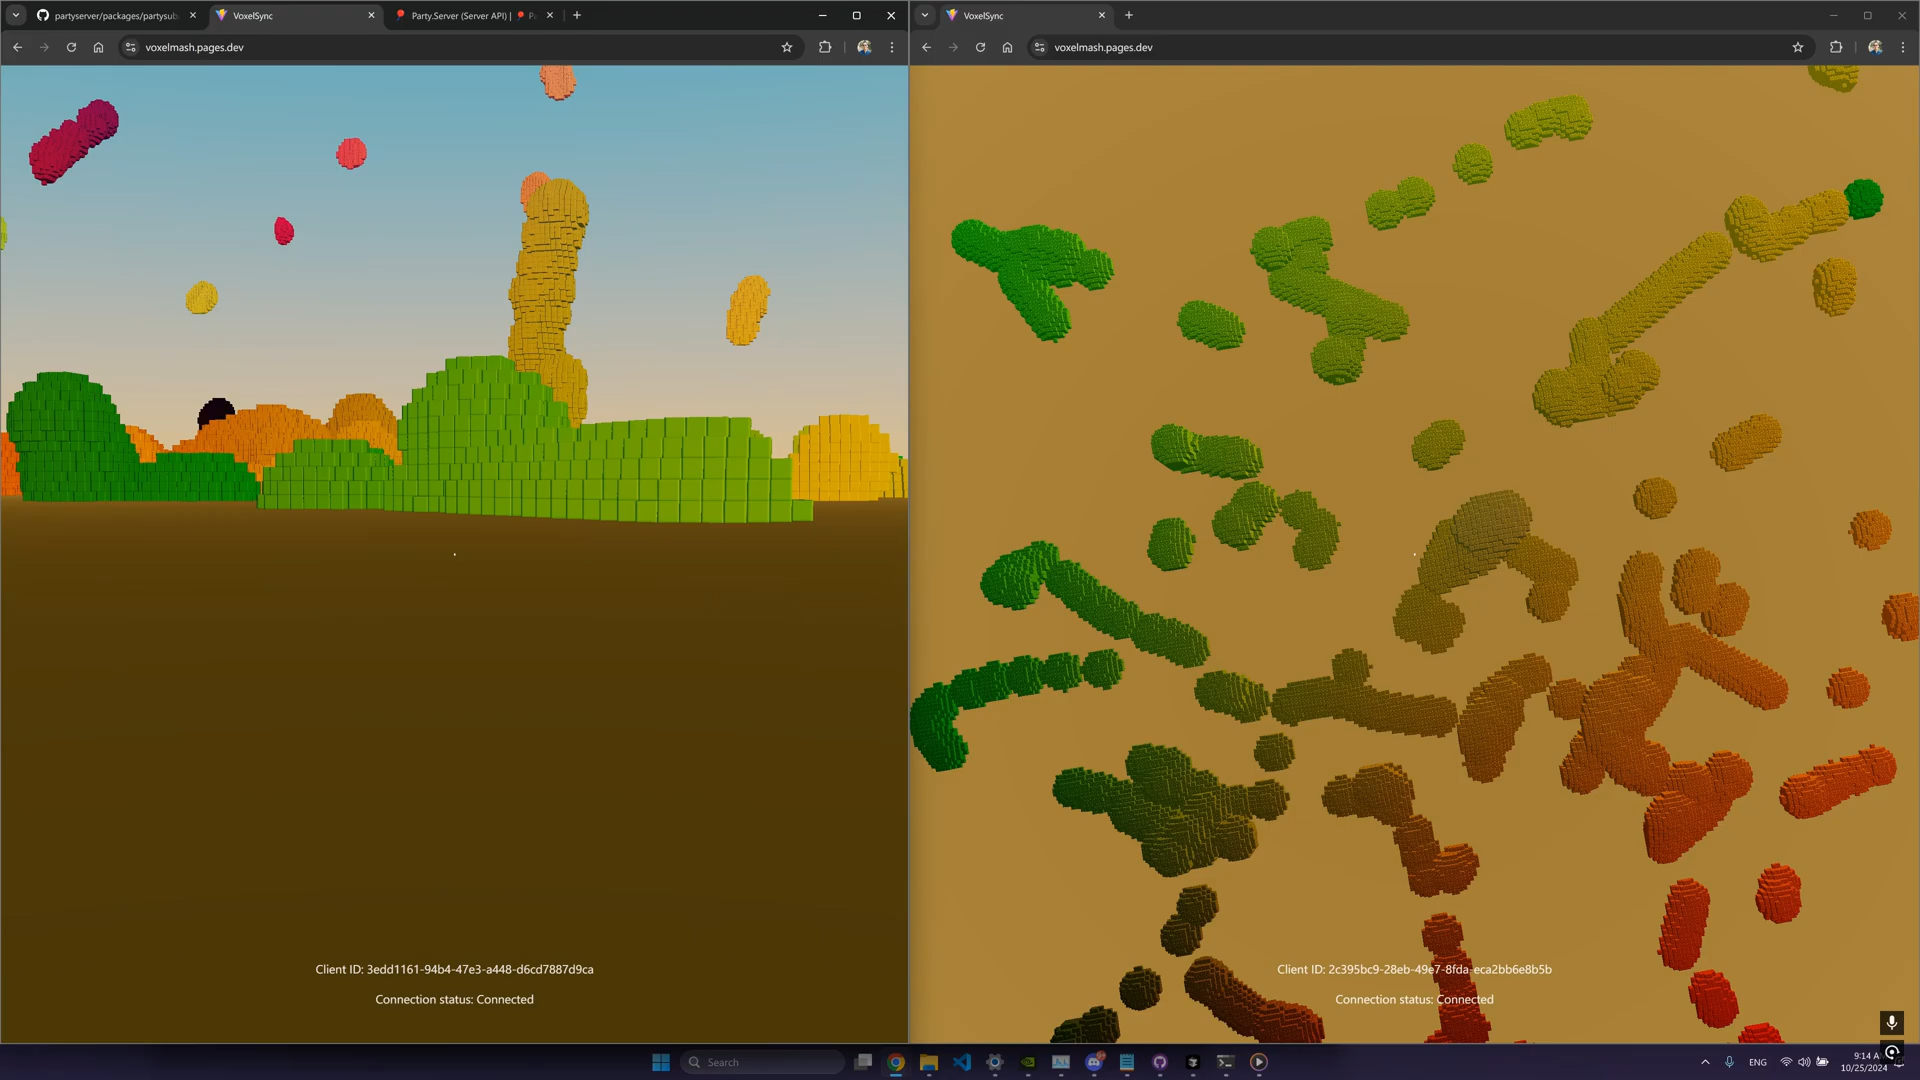 partyserver/packages/partysub
VoxelSync
Party.Server (Server API) |
voxelmash.pages.dev
VoxelSync
voxelmash.pages.dev
Client ID: 3edd1161-94b4-47e3-a448-d6cd7887d9ca
Connection status: Connected
Client ID: 2c395bc9-28eb-49e7-8fda-eca2bb6e8b5b
Connection status: Connected
Search
ENG
9:14
10/25/2024